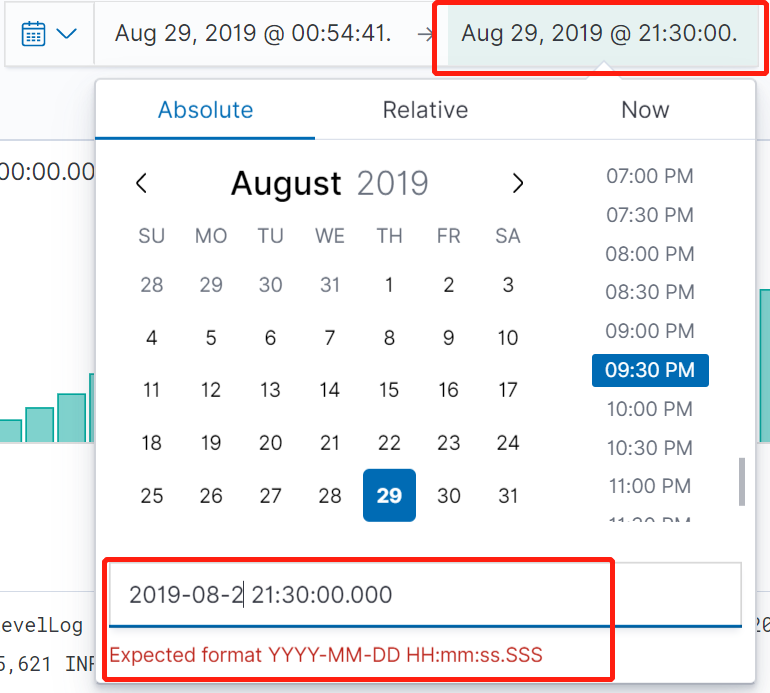 Aug 29, 2019 @ 00:54:41. → Aug 29, 2019 @ 21:30:00.
Absolute Relative Now
00:00.00
August 2019
SU MO TU WE TH FR SA
28 29 30 31 1 2 3
4 5 6 7 8 9 10
11 12 13 14 15 16 17
18 19 20 21 22 23 24
25 26 27 28 29 30 31
07:00 PM
07:30 PM
08:00 PM
08:30 PM
09:00 PM
09:30 PM
10:00 PM
10:30 PM
11:00 PM
11:30 PM
2019-08-2 21:30:00.000
Expected format YYYY-MM-DD HH:mm:ss.SSS
evelLog
5,621 INF